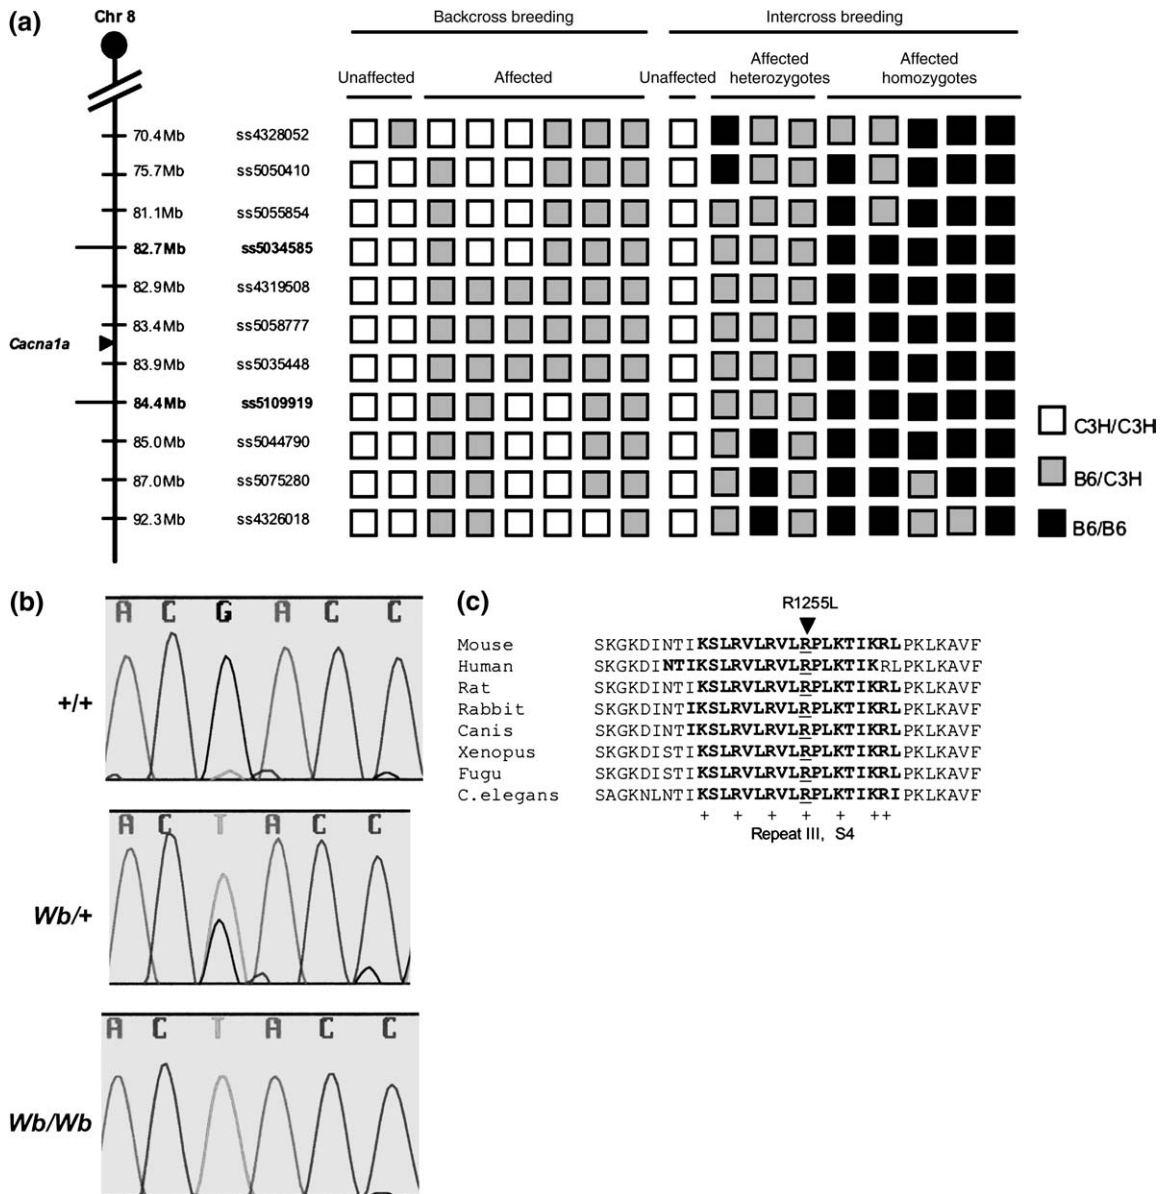 (a)
Chr 8
Backcross breeding
Intercross breeding
Unaffected
Affected
Unaffected
Affected heterozygotes
Affected homozygotes
70.4Mb ss4328052
75.7Mb ss5050410
81.1Mb ss5055854
82.7Mb ss5034585
82.9Mb ss4319508
83.4Mb ss5058777
Cacna1a
83.9Mb ss5035448
84.4Mb ss5109919
85.0Mb ss5044790
87.0Mb ss5075280
92.3Mb ss4326018
C3H/C3H
B6/C3H
B6/B6
(b)
A C G A C C
+/+
A C T A C C
Wb/+
A C T A C C
Wb/Wb
(c)
R1255L
Mouse SKGKDINTIKSLRVLRVLRPLKTIKRLPKLKAVF
Human SKGKDINTIKSLRVLRVLRPLKTIKRLPKLKAVF
Rat SKGKDINTIKSLRVLRVLRPLKTIKRLPKLKAVF
Rabbit SKGKDINTIKSLRVLRVLRPLKTIKRLPKLKAVF
Canis SKGKDINTIKSLRVLRVLRPLKTIKRLPKLKAVF
Xenopus SKGKDISTIKSLRVLRVLRPLKTIKRLPKLKAVF
Fugu SKGKDINTIKSLRVLRVLRPLKTIKRLPKLKAVF
C.elegans SAGKNLNTIKSLRVLRVLRPLKTIKRIPKLKAVF
+ + + + + ++
Repeat III, S4